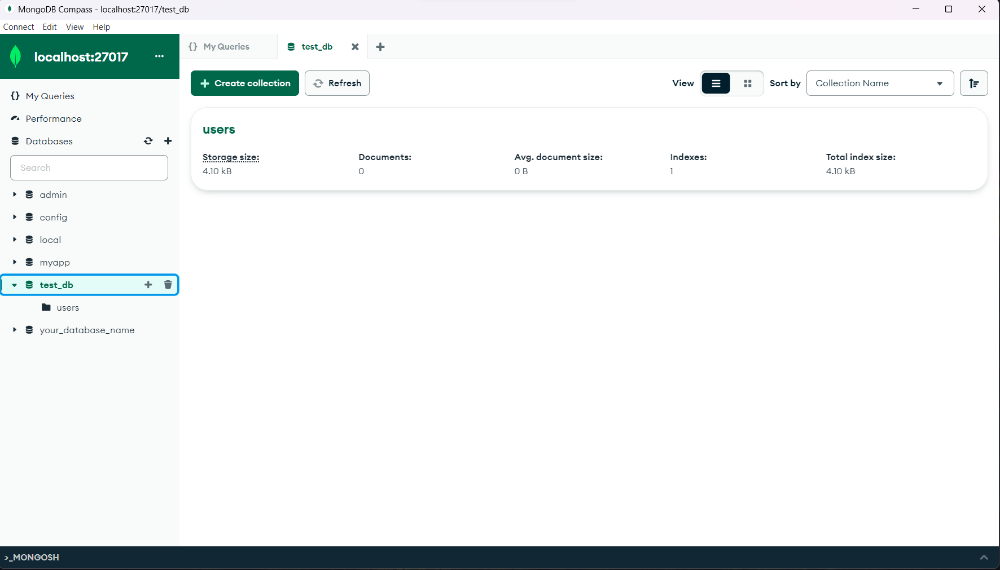 MongoDB Compass - localhost:27017/test_db
Connect Edit View Help
localhost:27017 ...
{} My Queries
test_db
My Queries
Performance
Databases
Search
admin
config
local
myapp
test_db
users
your_database_name
Create collection
Refresh
View
Sort by
Collection Name
users
Storage size: Documents: Avg. document size: Indexes: Total index size:
4.10 kB 0 0 B 1 4.10 kB
>_MONGOSH